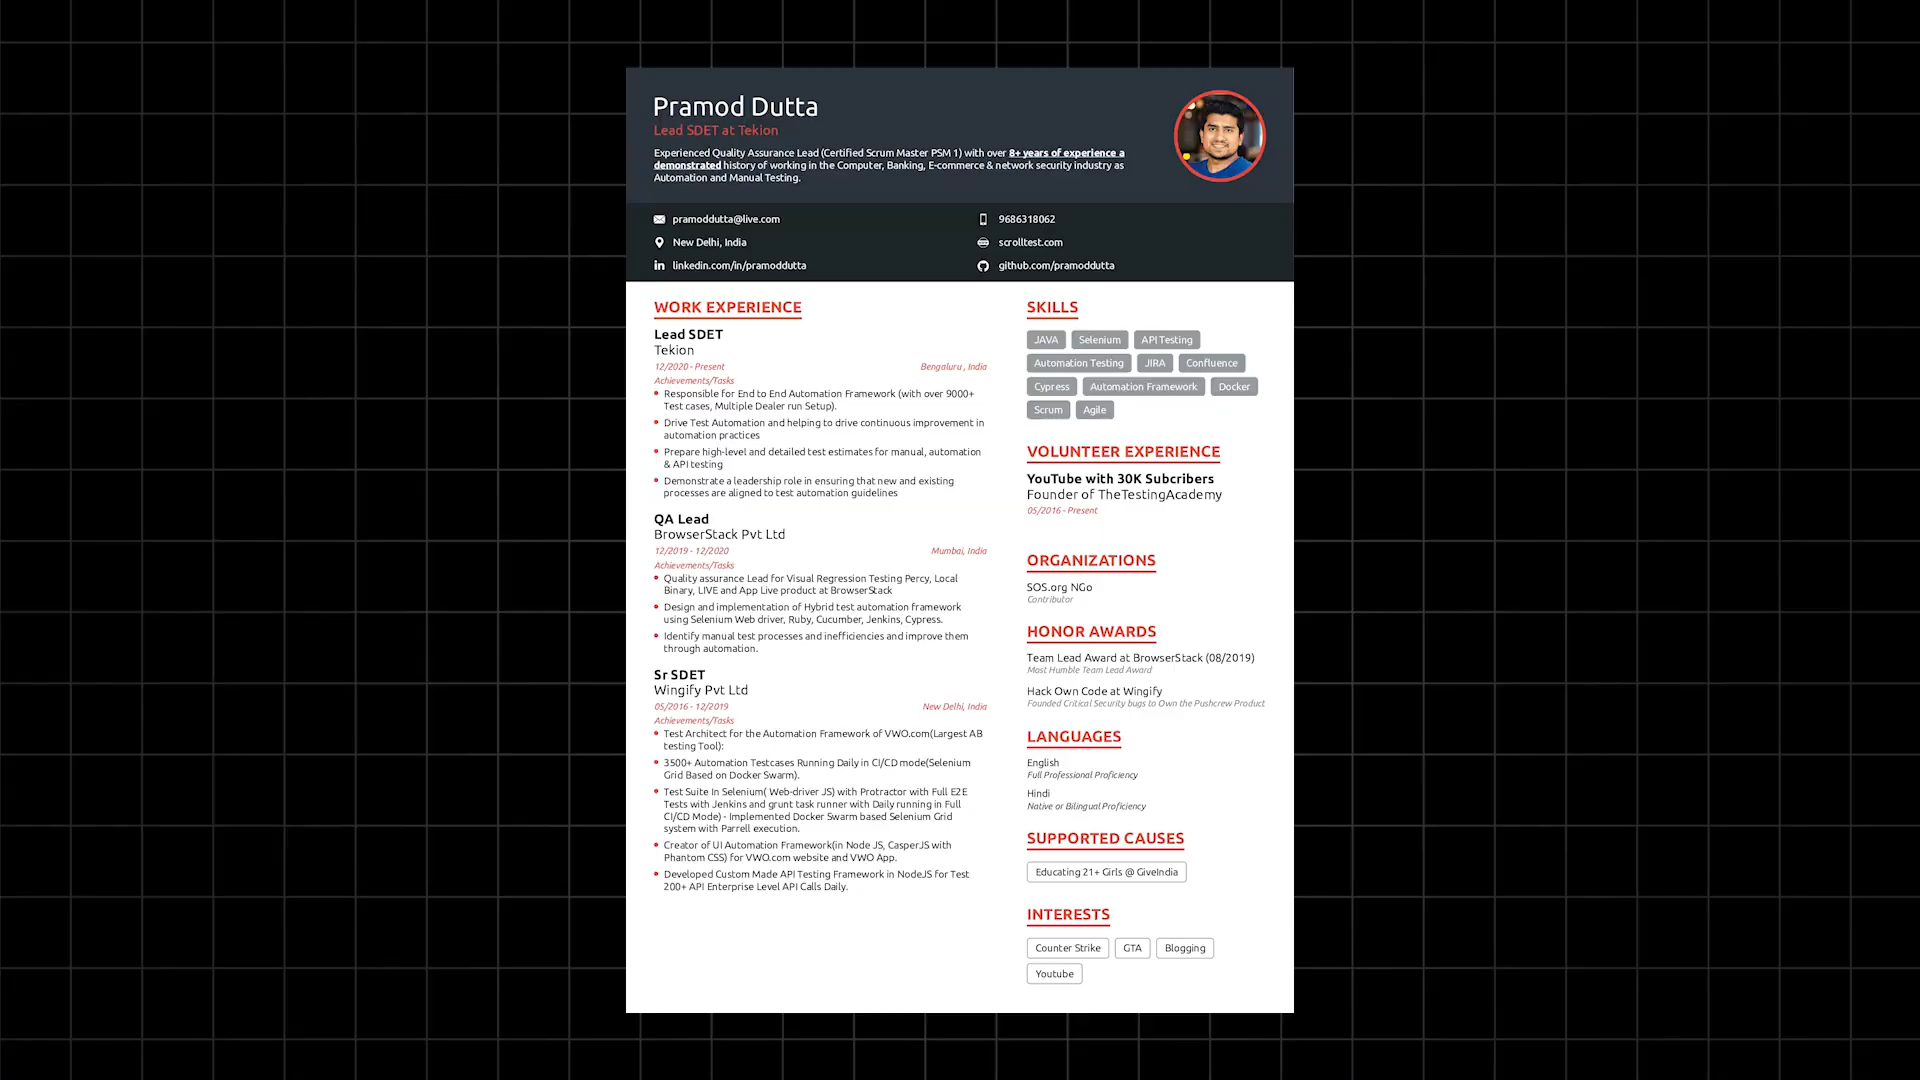 Pramod Dutta
Lead SDET at Tekion
Experienced Quality Assurance Lead (Certified Scrum Master PSM 1) with over 8+ years of experience a
demonstrated history of working in the Computer, Banking, E-commerce & network security industry as
Automation and Manual Testing.
pramoddutta@live.com
9686318062
New Delhi, India
scrolltest.com
linkedin.com/in/pramoddutta
github.com/pramoddutta
WORK EXPERIENCE
Lead SDET
Tekion
12/2020 - Present
Bengaluru , India
Achievements/Tasks
Responsible for End to End Automation Framework (with over 9000+
Test cases, Multiple Dealer run Setup).
Drive Test Automation and helping to drive continuous improvement in
automation practices
Prepare high-level and detailed test estimates for manual, automation
& API testing
Demonstrate a leadership role in ensuring that new and existing
processes are aligned to test automation guidelines
QA Lead
BrowserStack Pvt Ltd
12/2019 - 12/2020
Mumbai, India
Achievements/Tasks
Quality assurance Lead for Visual Regression Testing Percy, Local
Binary, LIVE and App Live product at BrowserStack
Design and implementation of Hybrid test automation framework
using Selenium Web driver, Ruby, Cucumber, Jenkins, Cypress.
Identify manual test processes and inefficiencies and improve them
through automation.
Sr SDET
Wingify Pvt Ltd
05/2016 - 12/2019
New Delhi, India
Achievements/Tasks
Test Architect for the Automation Framework of VWO.com(Largest AB
testing Tool):
3500+ Automation Testcases Running Daily in CI/CD mode(Selenium
Grid Based on Docker Swarm).
Test Suite In Selenium( Web-driver JS) with Protractor with Full E2E
Tests with Jenkins and grunt task runner with Daily running in Full
CI/CD Mode) - Implemented Docker Swarm based Selenium Grid
system with Parrell execution.
Creator of UI Automation Framework(in Node JS, CasperJS with
Phantom CSS) for VWO.com website and VWO App.
Developed Custom Made API Testing Framework in NodeJS for Test
200+ API Enterprise Level API Calls Daily.
SKILLS
JAVA Selenium API Testing
Automation Testing JIRA Confluence
Cypress Automation Framework Docker
Scrum Agile
VOLUNTEER EXPERIENCE
YouTube with 30K Subcribers
Founder of TheTestingAcademy
05/2016 - Present
ORGANIZATIONS
SOS.org NGo
Contributor
HONOR AWARDS
Team Lead Award at BrowserStack (08/2019)
Most Humble Team Lead Award
Hack Own Code at Wingify
Founded Critical Security bugs to Own the Pushcrew Product
LANGUAGES
English
Full Professional Proficiency
Hindi
Native or Bilingual Proficiency
SUPPORTED CAUSES
Educating 21+ Girls @ GiveIndia
INTERESTS
Counter Strike GTA Blogging
Youtube